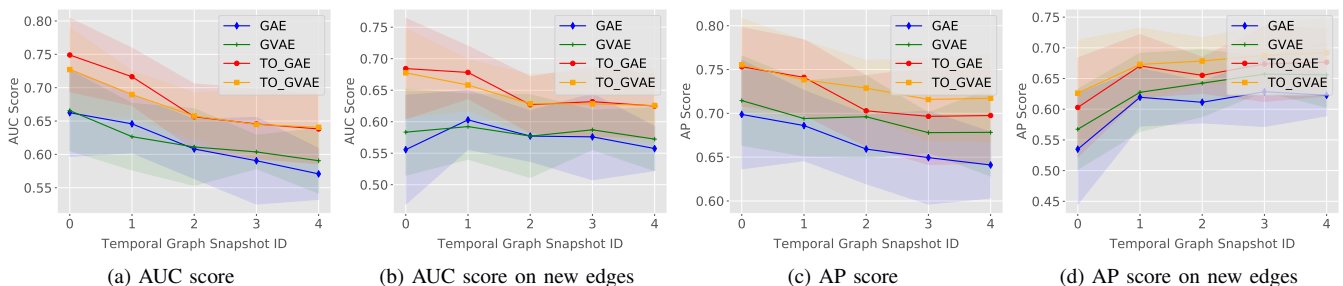 AUC Score
0.80
0.75
0.70
0.65
0.60
0.55
0 1 2 3 4
Temporal Graph Snapshot ID
GAE
GVAE
TO_GAE
TO_GVAE
(a) AUC score
AUC Score
0.75
0.70
0.65
0.60
0.55
0.50
0 1 2 3 4
Temporal Graph Snapshot ID
GAE
GVAE
TO_GAE
TO_GVAE
(b) AUC score on new edges
AP Score
0.80
0.75
0.70
0.65
0.60
0 1 2 3 4
Temporal Graph Snapshot ID
GAE
GVAE
TO_GAE
TO_GVAE
(c) AP score
AP Score
0.75
0.70
0.65
0.60
0.55
0.50
0.45
0 1 2 3 4
Temporal Graph Snapshot ID
GAE
GVAE
TO_GAE
TO_GVAE
(d) AP score on new edges